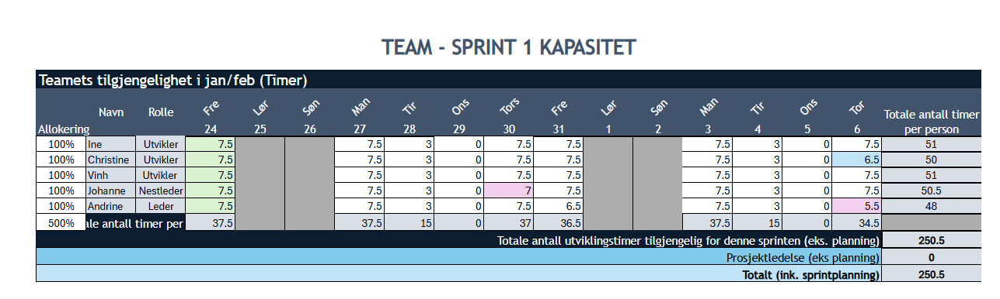 TEAM - SPRINT 1 KAPASITET
Teamets tilgjengelighet i jan/feb (Timer)
Allokering Navn Rolle Fre Lør Søn Man Tir Ons Tors Fre Lør Søn Man Tir Ons Tor Totale antall timer per person
24 25 26 27 28 29 30 31 1 2 3 4 5 6
100% Ine Utvikler 7.5 7.5 3 0 7.5 7.5 7.5 3 0 7.5 51
100% Christine Utvikler 7.5 7.5 3 0 7.5 7.5 7.5 3 0 6.5 50
100% Vinh Utvikler 7.5 7.5 3 0 7.5 7.5 7.5 3 0 7.5 51
100% Johanne Nestleder 7.5 7.5 3 0 7 7.5 7.5 3 0 7.5 50.5
100% Andrine Leder 7.5 7.5 3 0 7.5 6.5 7.5 3 0 5.5 48
500% ale antall timer per 37.5 37.5 15 0 37 36.5 37.5 15 0 34.5
Totale antall utviklingstimer tilgjengelig for denne sprinten (eks. planning) 250.5
Prosjektledelse (eks planning) 0
Totalt (ink. sprintplanning) 250.5